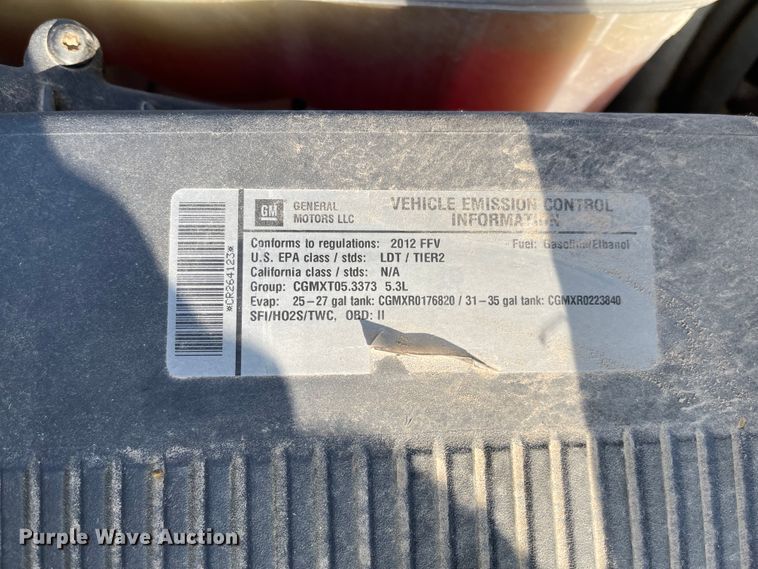 *CR264123*
GM GENERAL MOTORS LLC
VEHICLE EMISSION CONTROL
INFORMATION
Conforms to regulations: 2012 FFV Fuel: Gasoline/Ethanol
U.S. EPA class / stds: LDT / TIER2
California class / stds: N/A
Group: CGMXT05.3373 5.3L
Evap: 25-27 gal tank: CGMXR0176820 / 31-35 gal tank: CGMXR0223840
SFI/HO2S/TWC, OBD: II
Purple Wave Auction